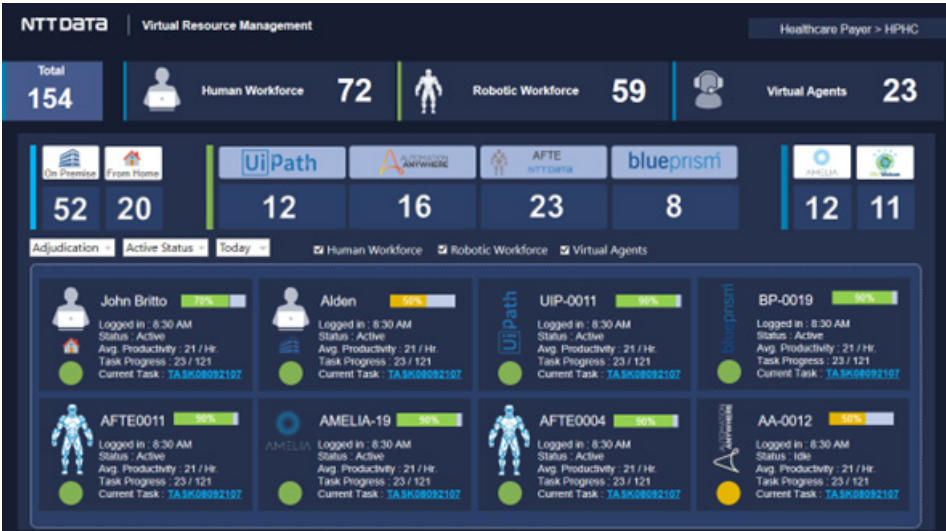 NTT DATA
Virtual Resource Management
Healthcare Payer > HPHC
Total
154
Human Workforce
72
Robotic Workforce
59
Virtual Agents
23
On Premise
52
From Home
20
UiPath
12
AUTOMATION
ANYWHERE
16
AFTE
NTT DATA
23
blueprism
8
AMELIA
12
11
Adjudication
Active Status
Today
Human Workforce
Robotic Workforce
Virtual Agents
John Britto
70%
Logged in : 8:30 AM
Status : Active
Avg. Productivity : 21 / Hr.
Task Progress : 23 / 121
Current Task : TASK08092107
Alden
50%
Logged in : 8:30 AM
Status : Active
Avg. Productivity : 21 / Hr.
Task Progress : 23 / 121
Current Task : TASK08092107
UiPath
UIP-0011
90%
Logged in : 8:30 AM
Status : Active
Avg. Productivity : 21 / Hr.
Task Progress : 23 / 121
Current Task : TASK08092107
blueprism
BP-0019
90%
Logged in : 8:30 AM
Status : Active
Avg. Productivity : 21 / Hr.
Task Progress : 23 / 121
Current Task : TASK08092107
AFTE0011
90%
Logged in : 8:30 AM
Status : Active
Avg. Productivity : 21 / Hr.
Task Progress : 23 / 121
Current Task : TASK08092107
AMELIA
AMELIA-19
90%
Logged in : 8:30 AM
Status : Active
Avg. Productivity : 21 / Hr.
Task Progress : 23 / 121
Current Task : TASK08092107
AFTE0004
90%
Logged in : 8:30 AM
Status : Active
Avg. Productivity : 21 / Hr.
Task Progress : 23 / 121
Current Task : TASK08092107
AUTOMATION
ANYWHERE
AA-0012
50%
Logged in : 8:30 AM
Status : Idle
Avg. Productivity : 21 / Hr.
Task Progress : 23 / 121
Current Task : TASK08092107